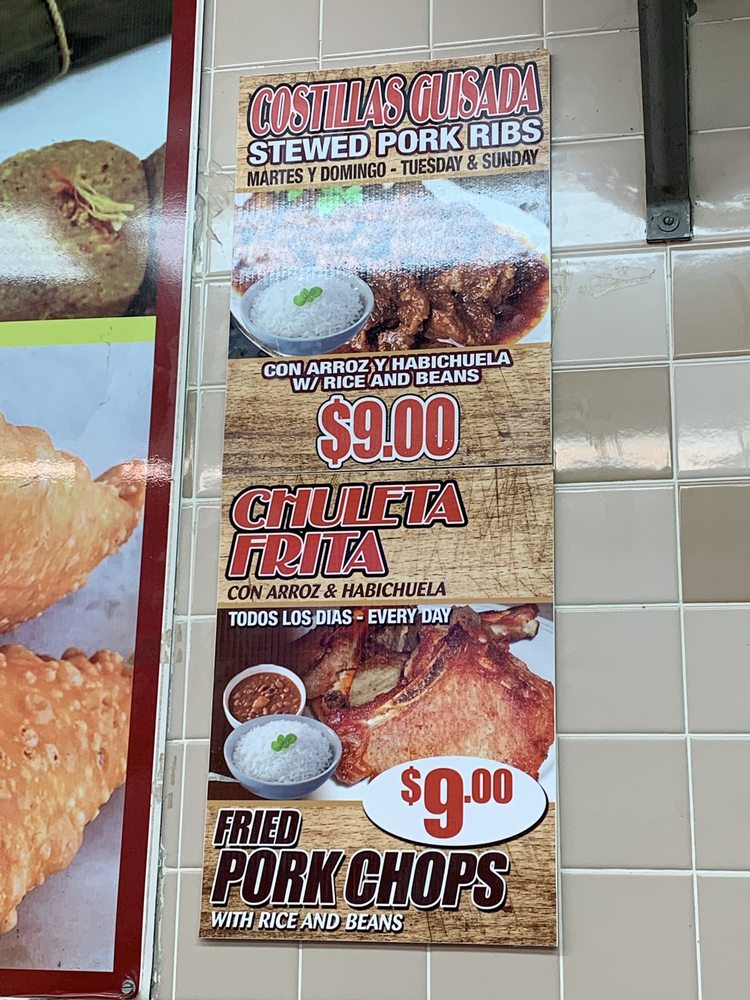 COSTILLAS GUISADA
STEWED PORK RIBS
MARTES Y DOMINGO - TUESDAY & SUNDAY
CON ARROZ Y HABICHUELA
W/ RICE AND BEANS
$9.00
CHULETA
FRITA
CON ARROZ & HABICHUELA
TODOS LOS DIAS - EVERY DAY
$9.00
FRIED
PORK CHOPS
WITH RICE AND BEANS